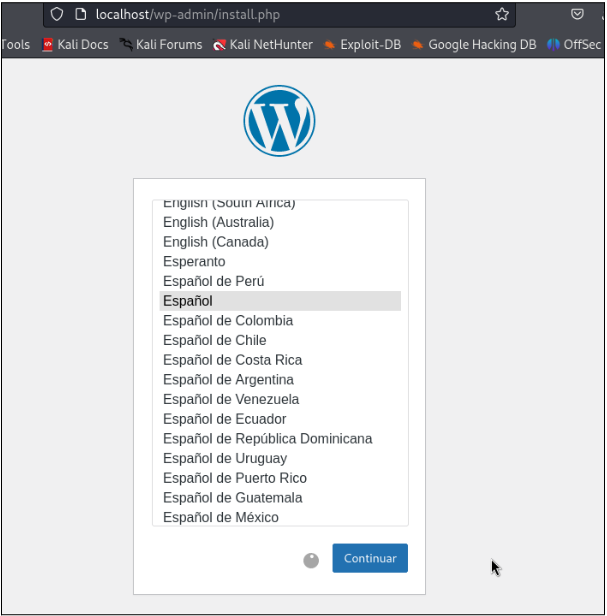 localhost/wp-admin/install.php
Tools Kali Docs Kali Forums Kali NetHunter Exploit-DB Google Hacking DB OffSec
English (South Africa)
English (Australia)
English (Canada)
Esperanto
Español de Perú
Español
Español de Colombia
Español de Chile
Español de Costa Rica
Español de Argentina
Español de Venezuela
Español de Ecuador
Español de República Dominicana
Español de Uruguay
Español de Puerto Rico
Español de Guatemala
Español de México
Continuar